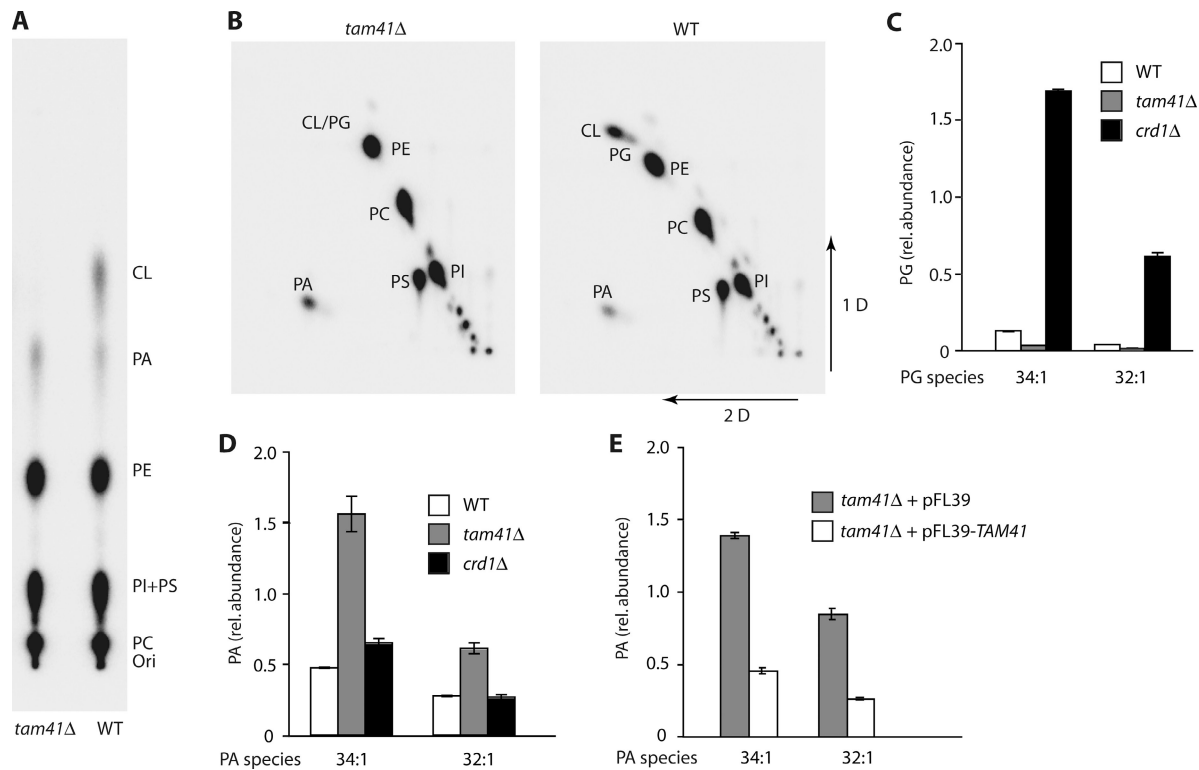 A
CL
PA
PE
PI+PS
PC
Ori
tam41Δ WT
B
tam41Δ
CL/PG
PE
PC
PS
PI
PA
WT
CL
PG
PE
PC
PS
PI
PA
1 D
2 D
C
2.0
1.5
1.0
0.5
0
PG (rel. abundance)
WT
tam41Δ
crd1Δ
PG species 34:1 32:1
D
2.0
1.5
1.0
0.5
0
PA (rel. abundance)
WT
tam41Δ
crd1Δ
PA species 34:1 32:1
E
2.0
1.5
1.0
0.5
0
PA (rel. abundance)
tam41Δ + pFL39
tam41Δ + pFL39-TAM41
PA species 34:1 32:1